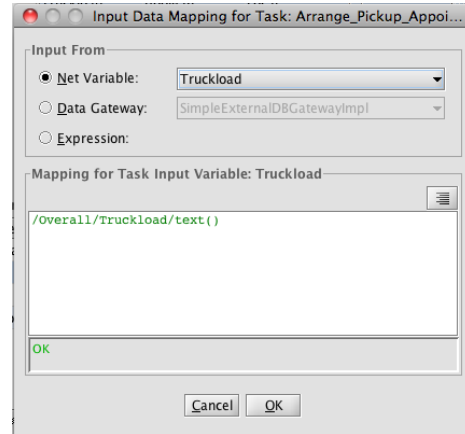 Input Data Mapping for Task: Arrange_Pickup_Appoi...
Input From
Net Variable: Truckload
Data Gateway: SimpleExternalDBGatewayImpl
Expression:
Mapping for Task Input Variable: Truckload
/Overall/Truckload/text()
OK
Cancel OK